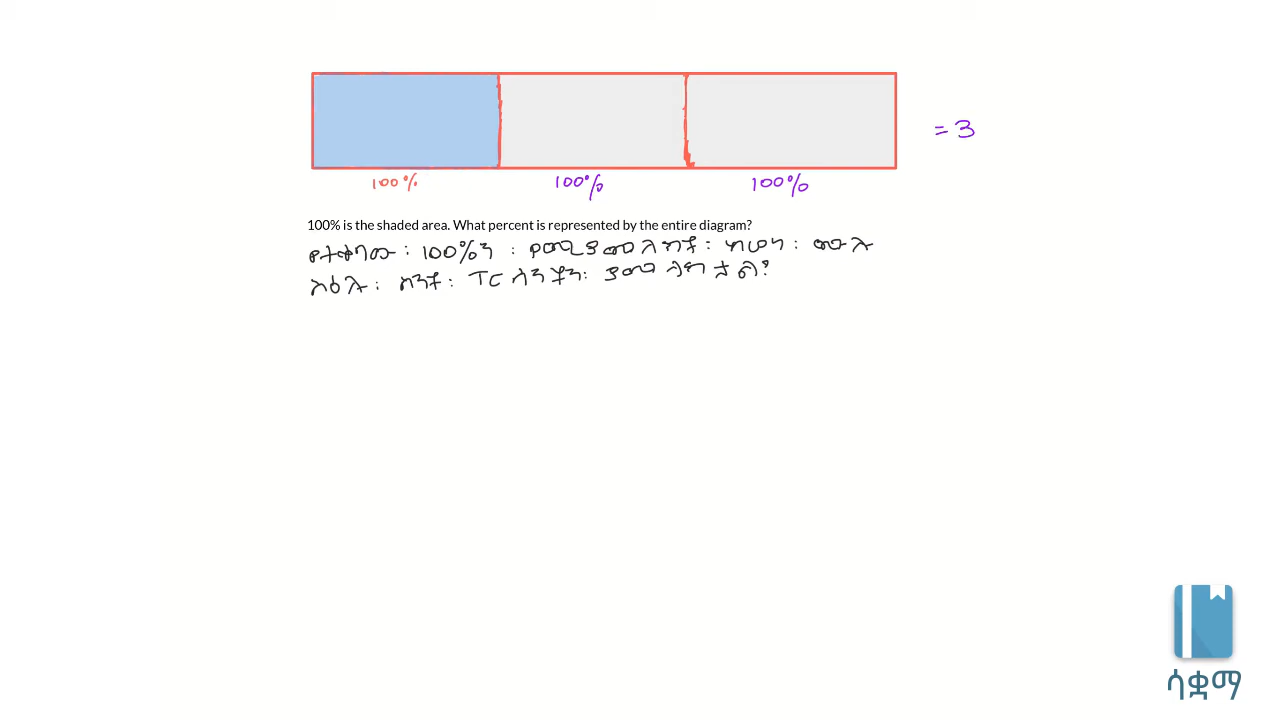 = 3
100% 100% 100%
100% is the shaded area. What percent is represented by the entire diagram?
የተቀባው : 100%ን : የሚያመለክት : ከሆነ : ሙሉ
ስዕሉ : ስንት : ፐርሰንትን : ያመለክታል?
ሳቋማ